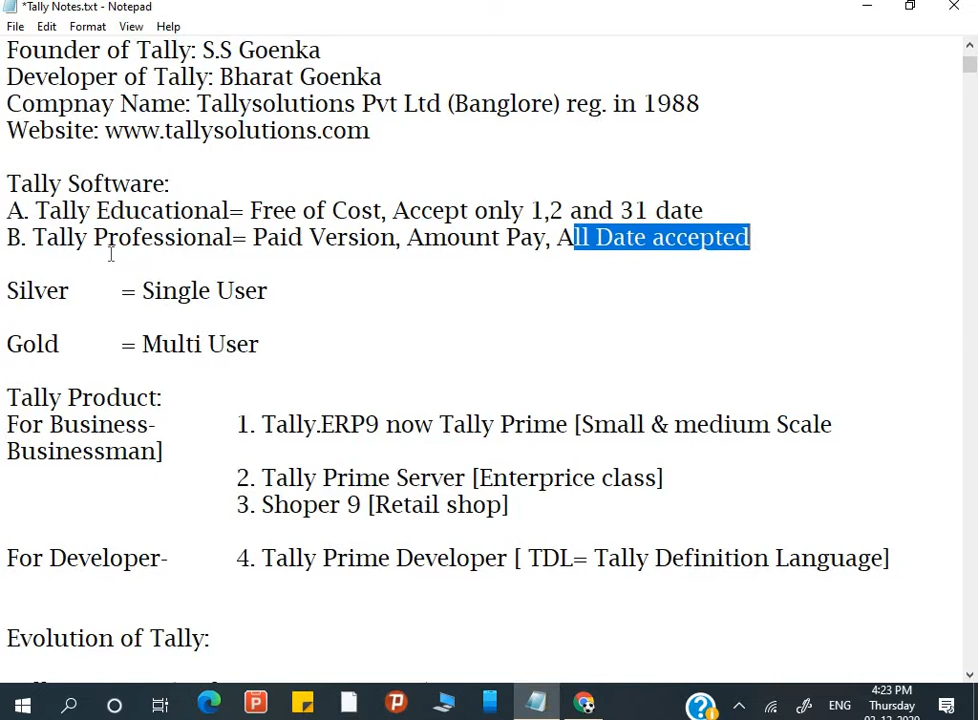 *Tally Notes.txt - Notepad
File Edit Format View Help
Founder of Tally: S.S Goenka
Developer of Tally: Bharat Goenka
Compnay Name: Tallysolutions Pvt Ltd (Banglore) reg. in 1988
Website: www.tallysolutions.com
Tally Software:
A. Tally Educational= Free of Cost, Accept only 1,2 and 31 date
B. Tally Professional= Paid Version, Amount Pay, All Date accepted
Silver = Single User
Gold = Multi User
Tally Product:
For Business- 1. Tally.ERP9 now Tally Prime [Small & medium Scale
Businessman]
2. Tally Prime Server [Enterprice class]
3. Shoper 9 [Retail shop]
For Developer- 4. Tally Prime Developer [ TDL= Tally Definition Language]
Evolution of Tally:
ENG
4:23 PM
Thursday